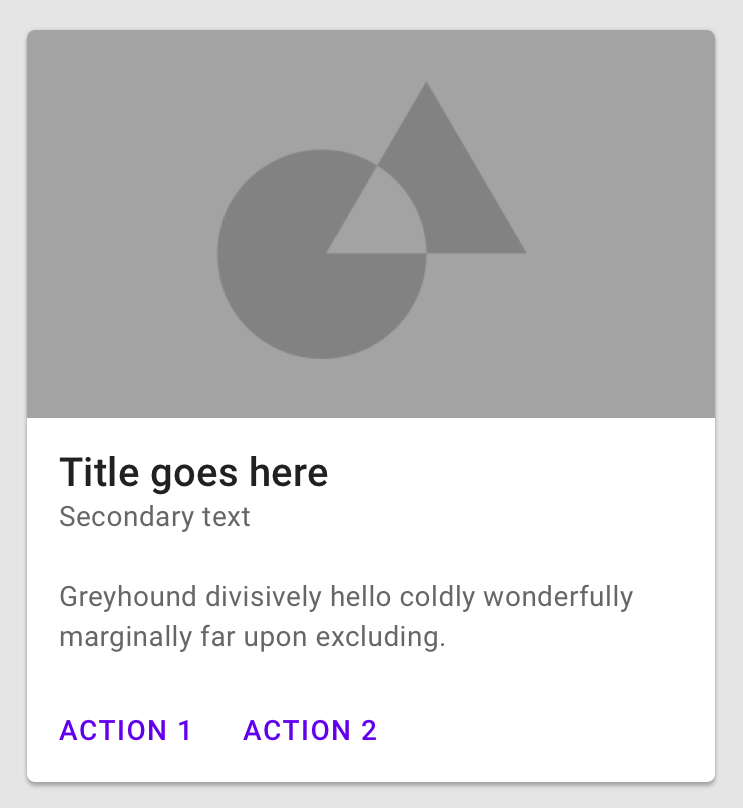 Title goes here
Secondary text
Greyhound divisively hello coldly wonderfully
marginally far upon excluding.
ACTION 1 ACTION 2